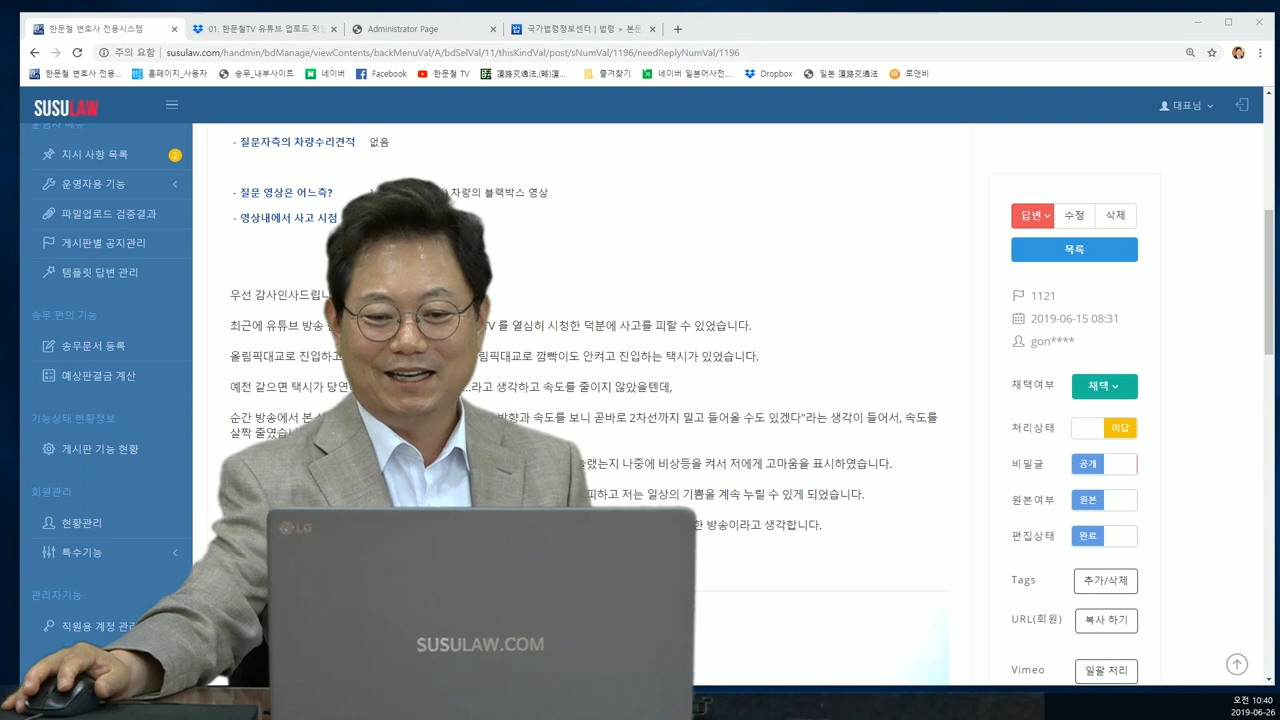 한문철 변호사 전용시스템
01. 한문철TV 유튜브 업로드 작
Administrator Page
국가법령정보센터 | 법령 > 본문
주의 요함
susulaw.com/handmin/bdManage/viewContents/backMenuVal/A/bdSelVal/11/thisKindVal/post/sNumVal/1196/needReplyNumVal/1196
한문철 변호사 전용...
홈페이지_사용자
송무_내부사이트
네이버
Facebook
한문철 TV
道路交通法(略)道...
즐겨찾기
네이버 일본어사전...
Dropbox
일본 道路交通法
로앤비
SUSULAW
대표님
운영자 메뉴
지시 사항 목록
2
운영자용 기능
파일업로드 검증결과
게시판별 공지관리
템플릿 답변 관리
송무 편의 기능
송무문서 등록
예상판결금 계산
기능상태 현황정보
게시판 기능 현황
회원관리
현황관리
특수기능
관리자기능
직원용 계정 관리
- 질문자측의 차량수리견적 없음
- 질문 영상은 어느측? 차량의 블랙박스 영상
- 영상내에서 사고 시점
우선 감사인사드립니
최근에 유튜브 방송 TV 를 열심히 시청한 덕분에 사고를 피할 수 있었습니다.
올림픽대로로 진입하고 림픽대로로 깜빡이도 안켜고 진입하는 택시가 있었습니다.
예전 같으면 택시가 당연 ...라고 생각하고 속도를 줄이지 않았을텐데,
순간 방송에서 본 방향과 속도를 보니 곧바로 2차선까지 밀고 들어올 수도 있겠다"라는 생각이 들어서, 속도를
살짝 줄였습니
놀랬는지 나중에 비상등을 켜서 저에게 고마움을 표시하였습니다.
피하고 저는 일상의 기쁨을 계속 누릴 수 있게 되었습니다.
한 방송이라고 생각합니다.
답변
수정
삭제
목록
1121
2019-06-15 08:31
gon****
채택여부 채택
처리상태 미답
비밀글 공개
원본여부 원본
편집상태 완료
Tags 추가/삭제
URL(회원) 복사 하기
Vimeo 일괄 처리
LG
SUSULAW.COM
오전 10:40
2019-06-26